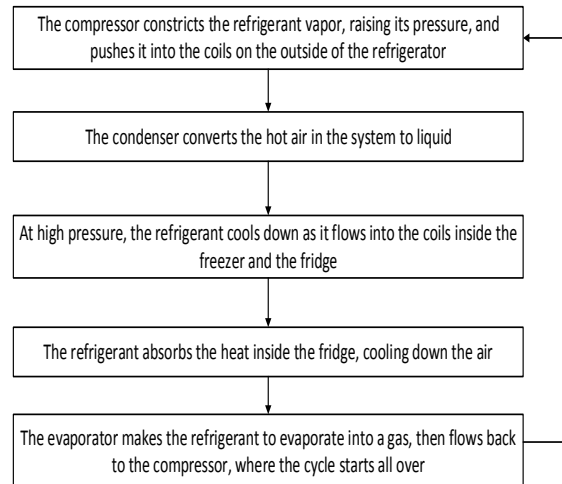 The compressor constricts the refrigerant vapor, raising its pressure, and
pushes it into the coils on the outside of the refrigerator
The condenser converts the hot air in the system to liquid
At high pressure, the refrigerant cools down as it flows into the coils inside the
freezer and the fridge
The refrigerant absorbs the heat inside the fridge, cooling down the air
The evaporator makes the refrigerant to evaporate into a gas, then flows back
to the compressor, where the cycle starts all over